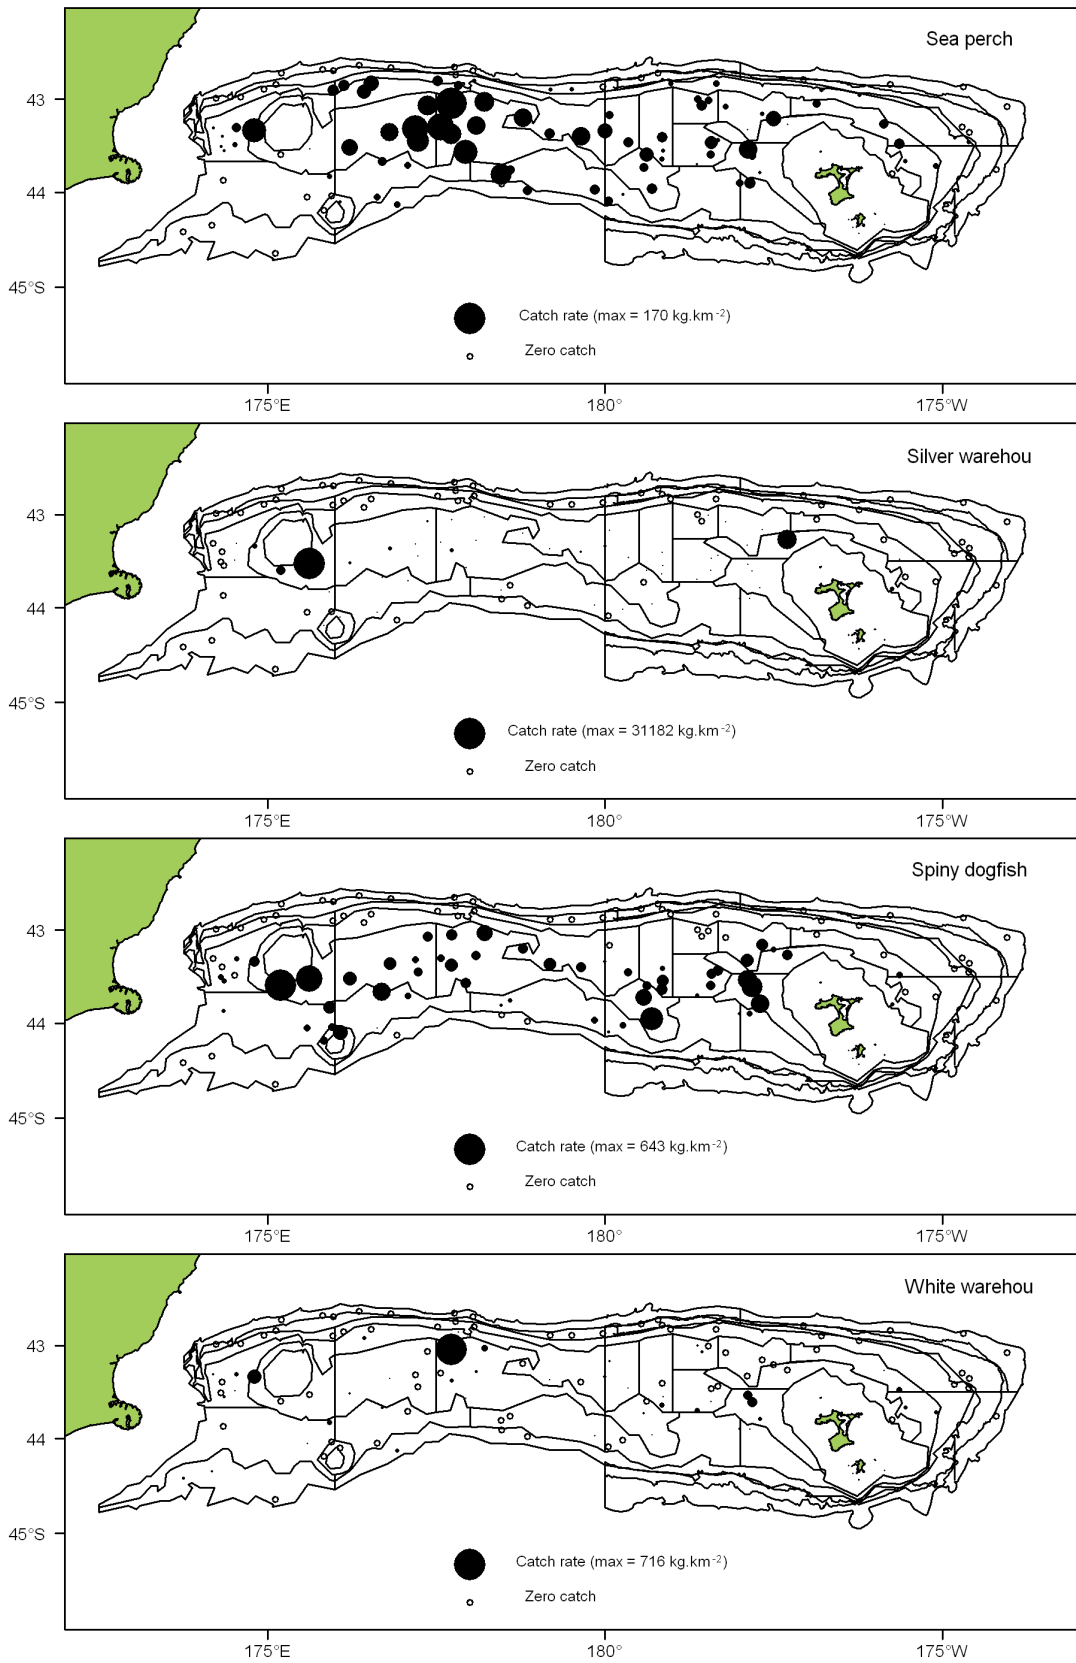 Sea perch
43
44
45°S
Catch rate (max = 170 kg.km⁻²)
Zero catch
175°E
180°
175°W
Silver warehou
43
44
45°S
Catch rate (max = 31182 kg.km⁻²)
Zero catch
175°E
180°
175°W
Spiny dogfish
43
44
45°S
Catch rate (max = 643 kg.km⁻²)
Zero catch
175°E
180°
175°W
White warehou
43
44
45°S
Catch rate (max = 716 kg.km⁻²)
Zero catch
175°E
180°
175°W